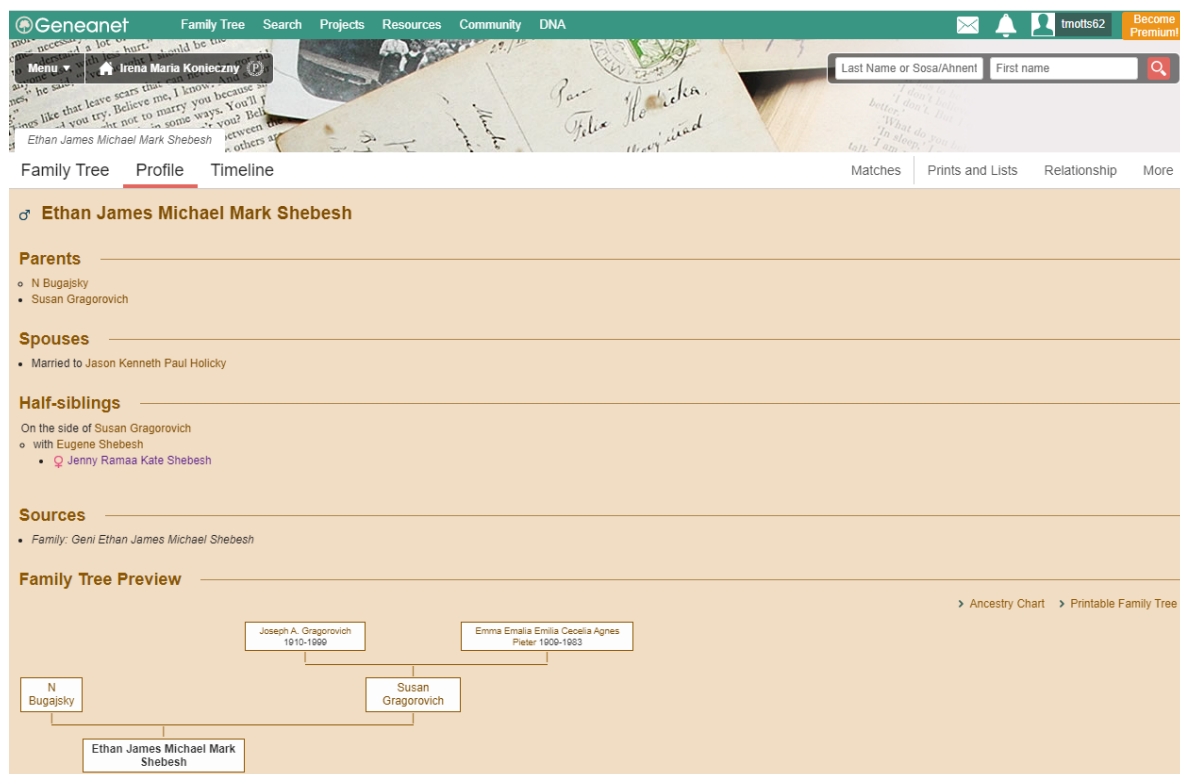 Geneanet Family Tree Search Projects Resources Community DNA tmotts62 Become Premium!
Menu Irena Maria Konieczny P Last Name or Sosa/Ahnent First name
Ethan James Michael Mark Shebesh
Family Tree Profile Timeline Matches Prints and Lists Relationship More
Ethan James Michael Mark Shebesh
Parents
N Bugajsky
Susan Gragorovich
Spouses
Married to Jason Kenneth Paul Holicky
Half-siblings
On the side of Susan Gragorovich
with Eugene Shebesh
Jenny Ramaa Kate Shebesh
Sources
Family: Geni Ethan James Michael Shebesh
Family Tree Preview
Ancestry Chart Printable Family Tree
Joseph A. Gragorovich
1910-1999
Emma Emalia Emilia Cecelia Agnes
Pieter 1909-1983
N
Bugajsky
Susan
Gragorovich
Ethan James Michael Mark
Shebesh